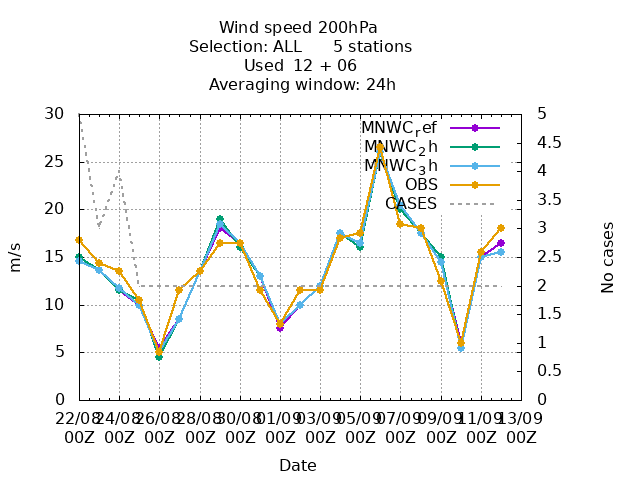 Wind speed 200hPa
Selection: ALL 5 stations
Used 12 + 06
Averaging window: 24h
30 5
MNWCref
4.5
25 MNWC2h
4
MNWC3h
20 OBS 3.5
CASES
3
15 2.5
m/s No cases
2
10 1.5
5 1
0.5
0 0
22/08 24/08 26/08 28/08 30/08 01/09 03/09 05/09 07/09 09/09 11/09 13/09
00Z 00Z 00Z 00Z 00Z 00Z 00Z 00Z 00Z 00Z 00Z 00Z
Date